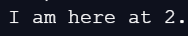 I am here at 2.